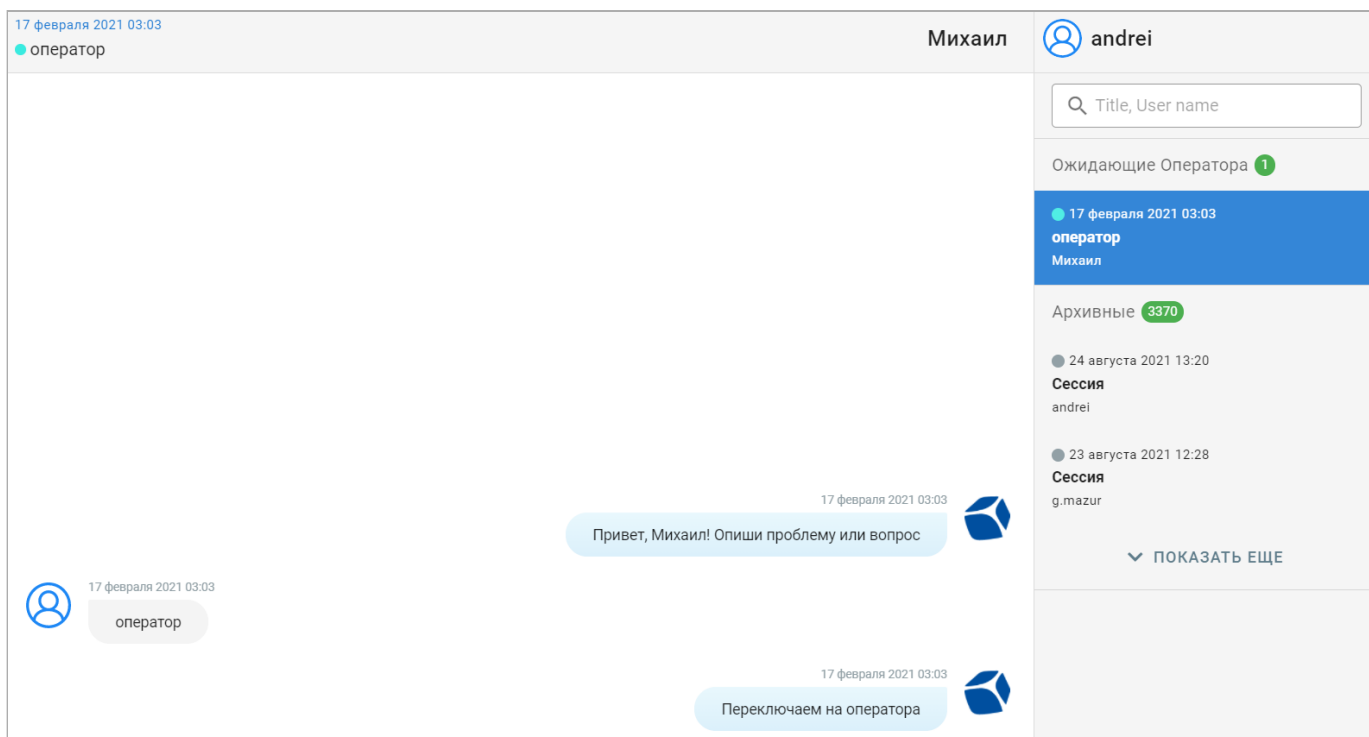 17 февраля 2021 03:03
оператор
Михаил
17 февраля 2021 03:03
Привет, Михаил! Опиши проблему или вопрос
17 февраля 2021 03:03
оператор
17 февраля 2021 03:03
Переключаем на оператора
andrei
Title, User name
Ожидающие Оператора 1
17 февраля 2021 03:03
оператор
Михаил
Архивные 3370
24 августа 2021 13:20
Сессия
andrei
23 августа 2021 12:28
Сессия
g.mazur
ПОКАЗАТЬ ЕЩЕ